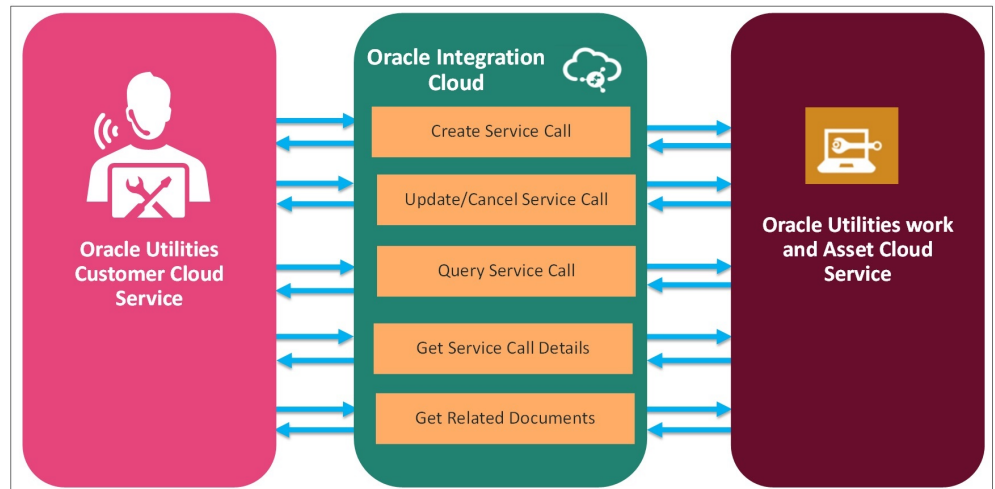 Oracle Utilities
Customer Cloud
Service
Oracle Integration
Cloud
Create Service Call
Update/Cancel Service Call
Query Service Call
Get Service Call Details
Get Related Documents
Oracle Utilities work
and Asset Cloud
Service